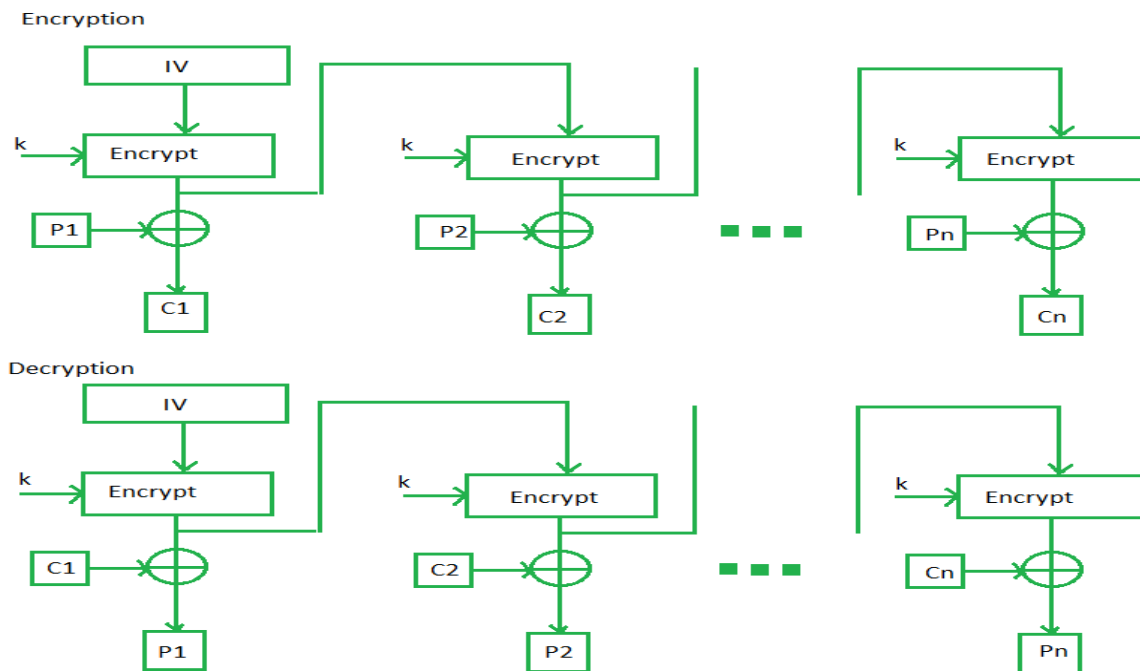 Encryption
IV
k
Encrypt
k
Encrypt
k
Encrypt
P1
P2
Pn
C1
C2
Cn
Decryption
IV
k
Encrypt
k
Encrypt
k
Encrypt
C1
C2
Cn
P1
P2
Pn